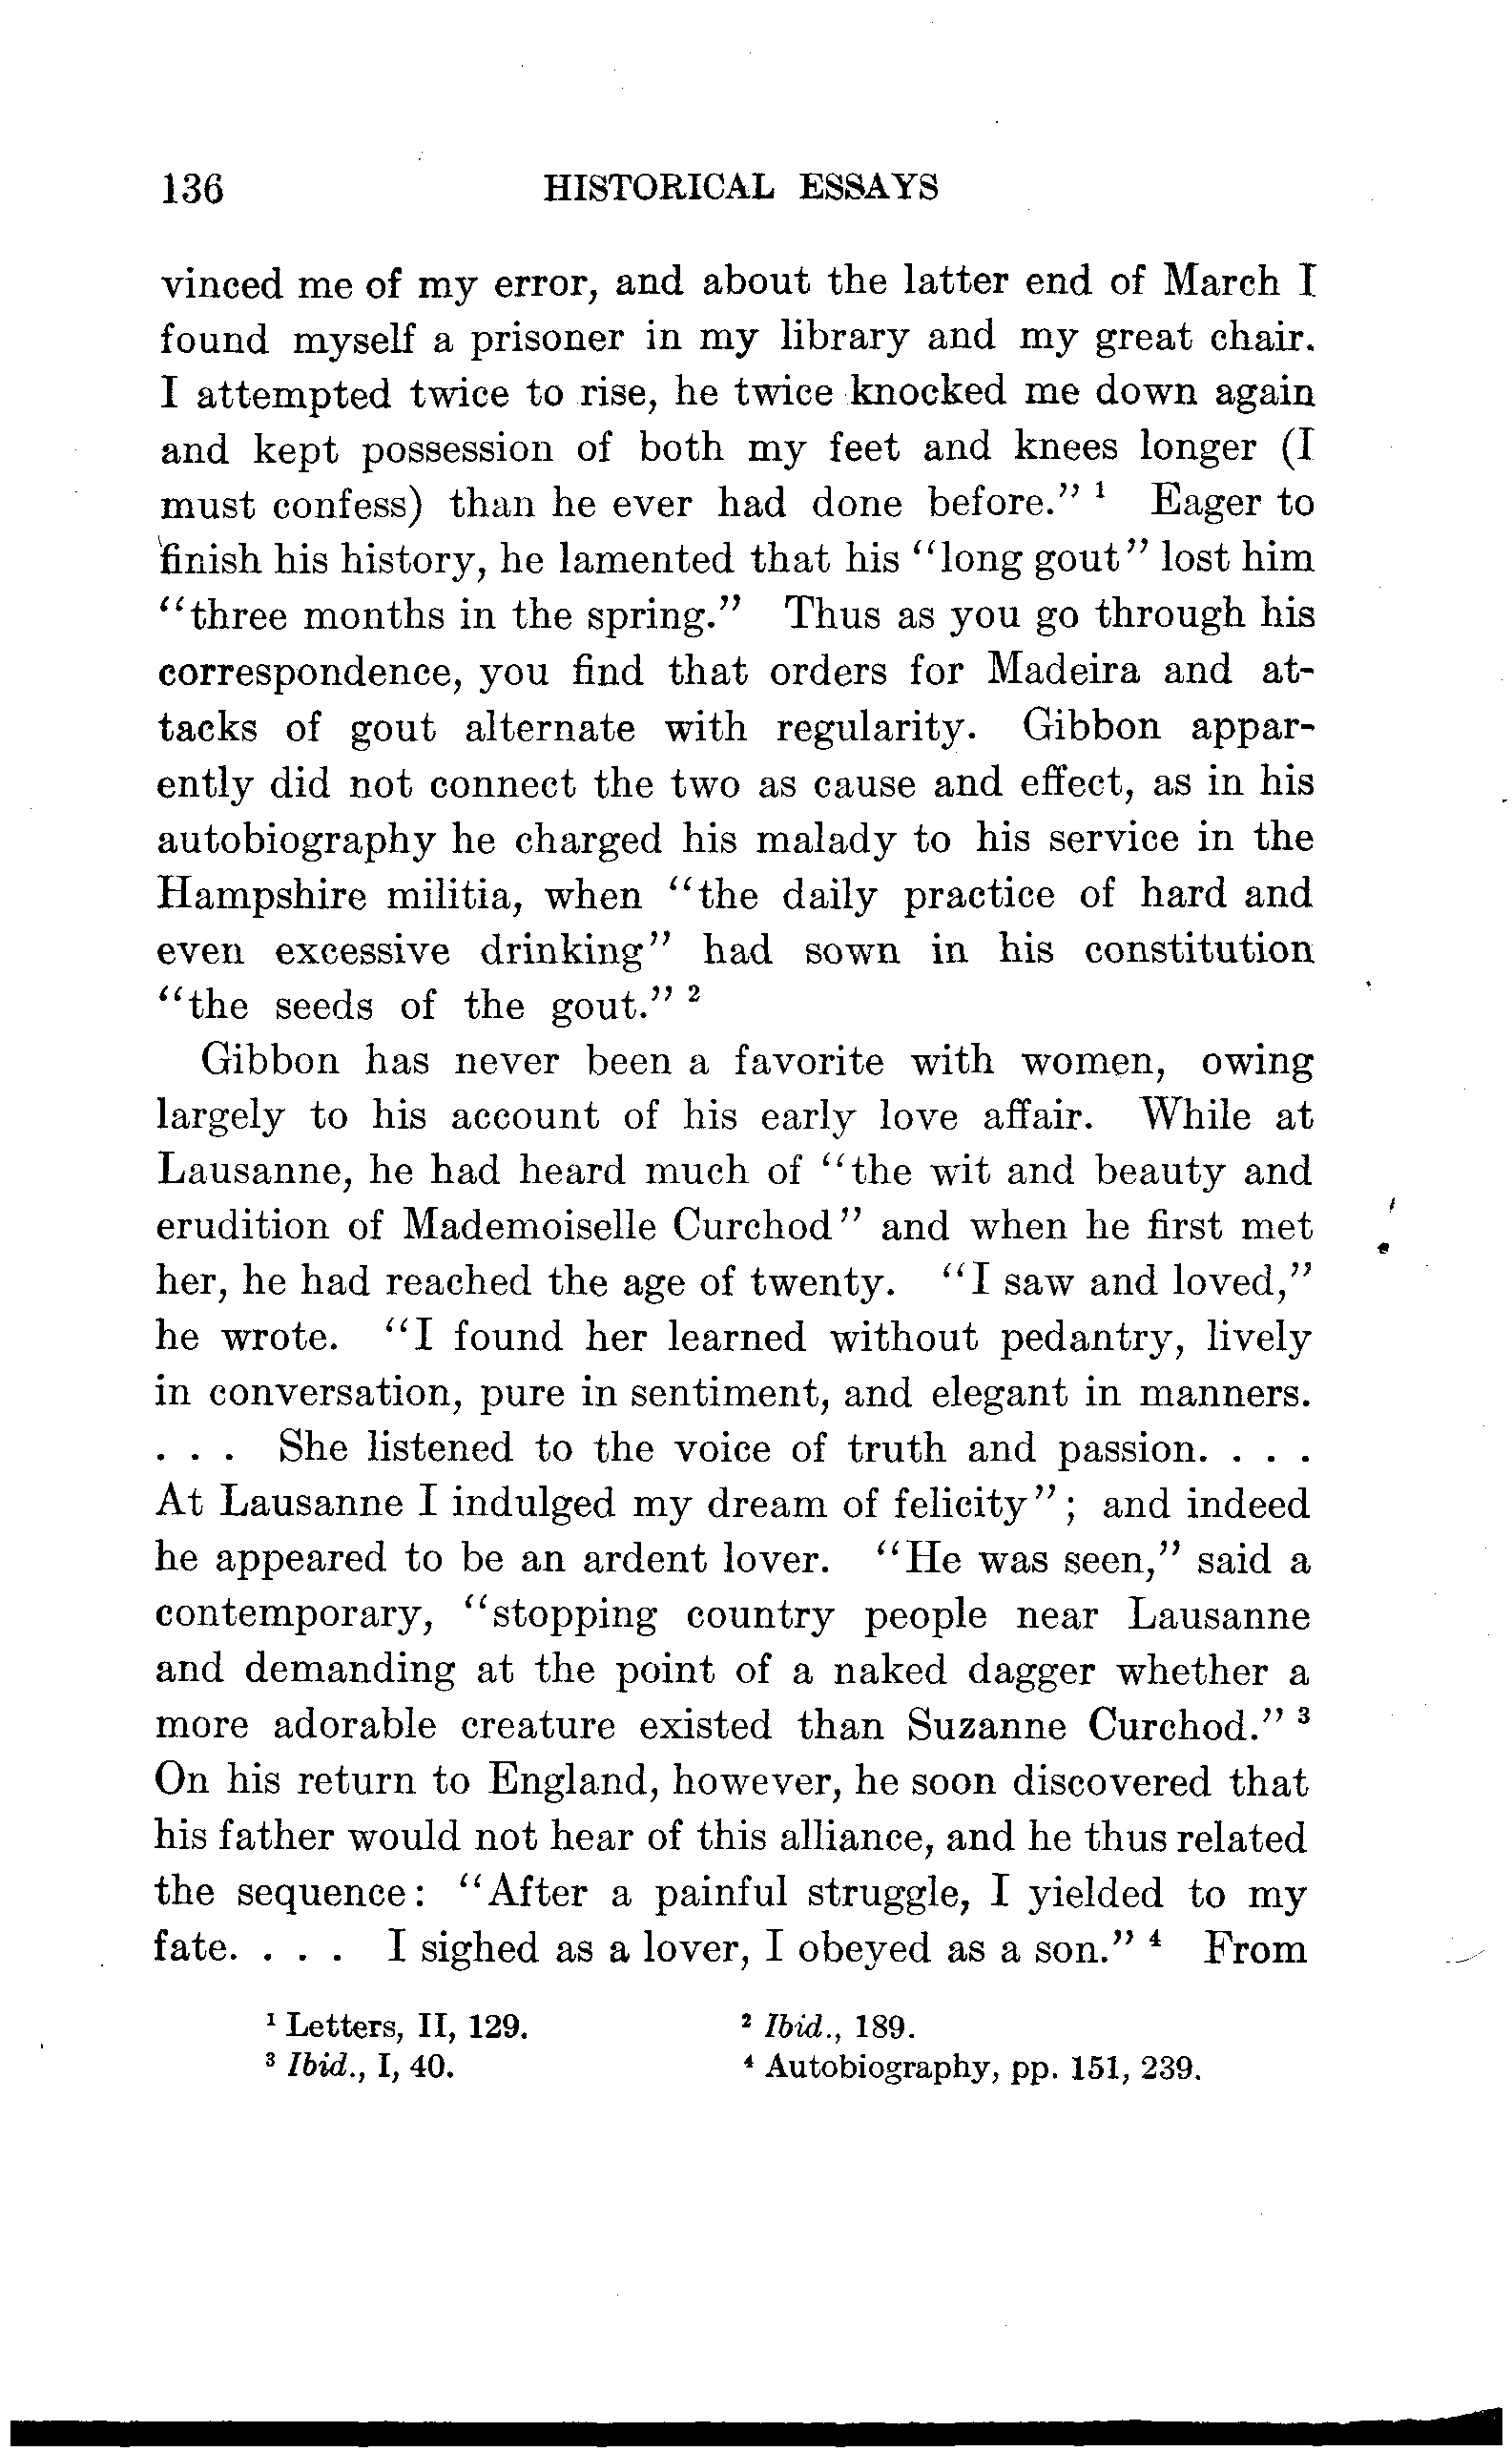 136 HISTORICAL ESSAYS
vinced me of my error, and about the latter end of March I
found myself a prisoner in my library and my great chair.
I attempted twice to rise, he twice knocked me down again
and kept possession of both my feet and knees longer (I
must confess) than he ever had done before." ¹ Eager to
finish his history, he lamented that his "long gout" lost him
"three months in the spring." Thus as you go through his
correspondence, you find that orders for Madeira and at-
tacks of gout alternate with regularity. Gibbon appar-
ently did not connect the two as cause and effect, as in his
autobiography he charged his malady to his service in the
Hampshire militia, when "the daily practice of hard and
even excessive drinking" had sown in his constitution
"the seeds of the gout." ²
Gibbon has never been a favorite with women, owing
largely to his account of his early love affair. While at
Lausanne, he had heard much of "the wit and beauty and
erudition of Mademoiselle Curchod" and when he first met
her, he had reached the age of twenty. "I saw and loved,"
he wrote. "I found her learned without pedantry, lively
in conversation, pure in sentiment, and elegant in manners.
. . . She listened to the voice of truth and passion. . . .
At Lausanne I indulged my dream of felicity"; and indeed
he appeared to be an ardent lover. "He was seen," said a
contemporary, "stopping country people near Lausanne
and demanding at the point of a naked dagger whether a
more adorable creature existed than Suzanne Curchod." ³
On his return to England, however, he soon discovered that
his father would not hear of this alliance, and he thus related
the sequence: "After a painful struggle, I yielded to my
fate. . . . I sighed as a lover, I obeyed as a son." ⁴ From
¹ Letters, II, 129. ² Ibid., 189.
³ Ibid., I, 40. ⁴ Autobiography, pp. 151, 239.